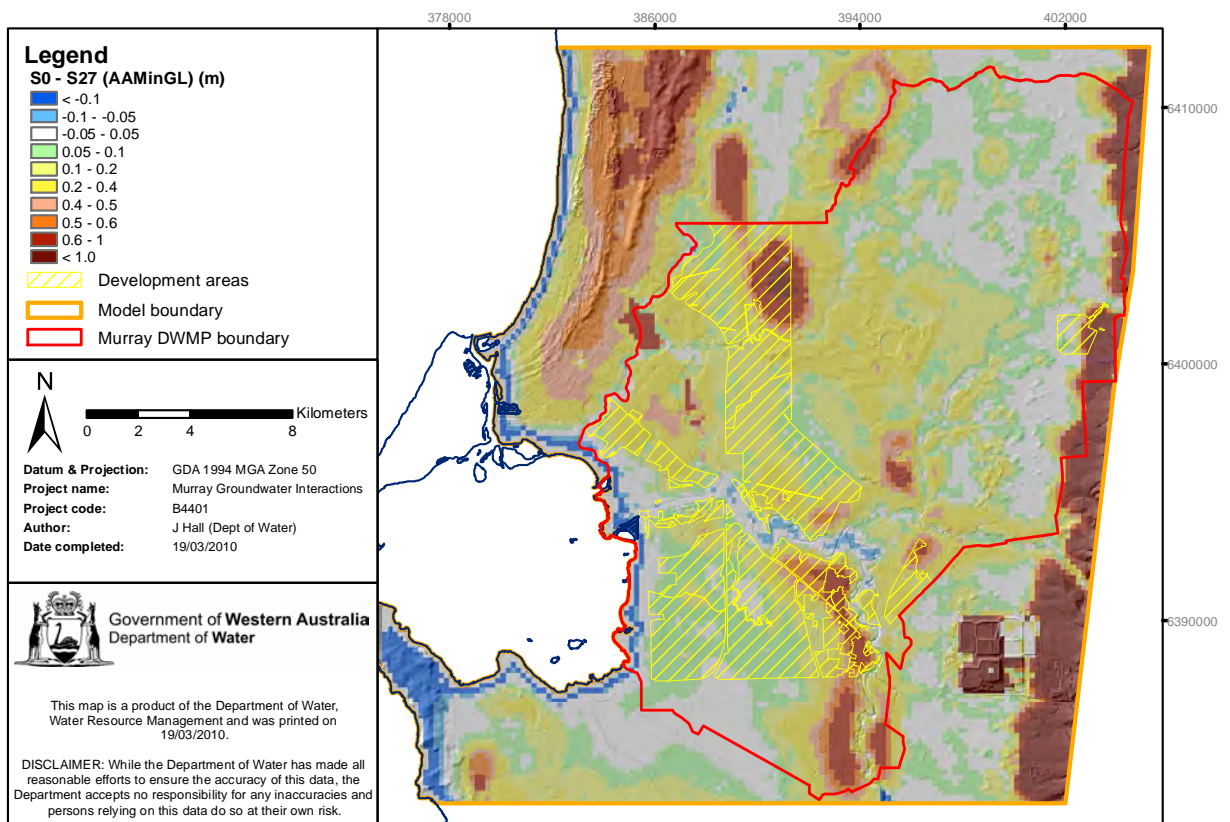 378000 386000 394000 402000
Legend
S0 - S27 (AAMinGL) (m)
< -0.1
-0.1 - -0.05
-0.05 - 0.05
0.05 - 0.1
0.1 - 0.2
0.2 - 0.4
0.4 - 0.5
0.5 - 0.6
0.6 - 1
< 1.0
Development areas
Model boundary
Murray DWMP boundary
N
Kilometers
0 2 4 8
Datum & Projection: GDA 1994 MGA Zone 50
Project name: Murray Groundwater Interactions
Project code: B4401
Author: J Hall (Dept of Water)
Date completed: 19/03/2010
Government of Western Australia
Department of Water
This map is a product of the Department of Water,
Water Resource Management and was printed on
19/03/2010.
DISCLAIMER: While the Department of Water has made all
reasonable efforts to ensure the accuracy of this data, the
Department accepts no responsibility for any inaccuracies and
persons relying on this data do so at their own risk.
6410000
6400000
6390000